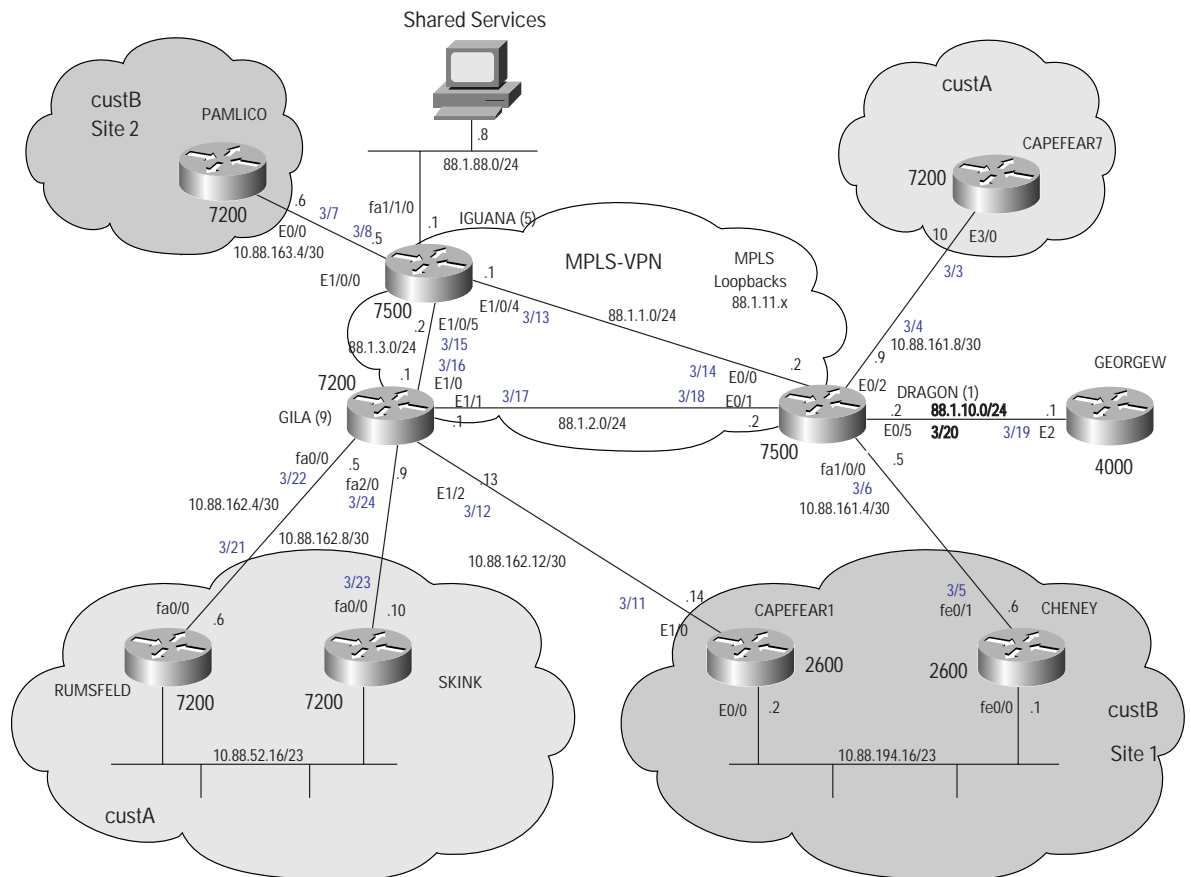 Shared Services
custB
Site 2
PAMLICO
7200
.6
E0/0
3/7
3/8
10.88.163.4/30
.5
E1/0/0
.8
88.1.88.0/24
fa1/1/0
.1
IGUANA (5)
7500
MPLS-VPN
MPLS
Loopbacks
88.1.11.x
.1
E1/0/4
3/13
88.1.1.0/24
3/14
E0/0
.2
.2
E1/0/5
3/15
88.1.3.0/24
3/16
.1
E1/0
7200
GILA (9)
E1/1
.1
3/17
88.1.2.0/24
3/18
E0/1
.2
7500
custA
CAPEFEAR7
7200
.10
E3/0
3/3
3/4
10.88.161.8/30
.9
E0/2
DRAGON (1)
.2
88.1.10.0/24
.1
E0/5
3/20
3/19
E2
GEORGEW
4000
fa1/0/0
.5
3/6
10.88.161.4/30
fa0/0
.5
3/22
fa2/0
.9
3/24
.13
E1/2
3/12
10.88.162.4/30
10.88.162.8/30
10.88.162.12/30
3/21
3/23
3/11
3/5
fa0/0
.6
fa0/0
.10
.14
E1/0
CAPEFEAR1
fe0/1
.6
CHENEY
RUMSFELD
7200
7200
SKINK
2600
2600
E0/0
.2
fe0/0
.1
10.88.52.16/23
10.88.194.16/23
custB
Site 1
custA